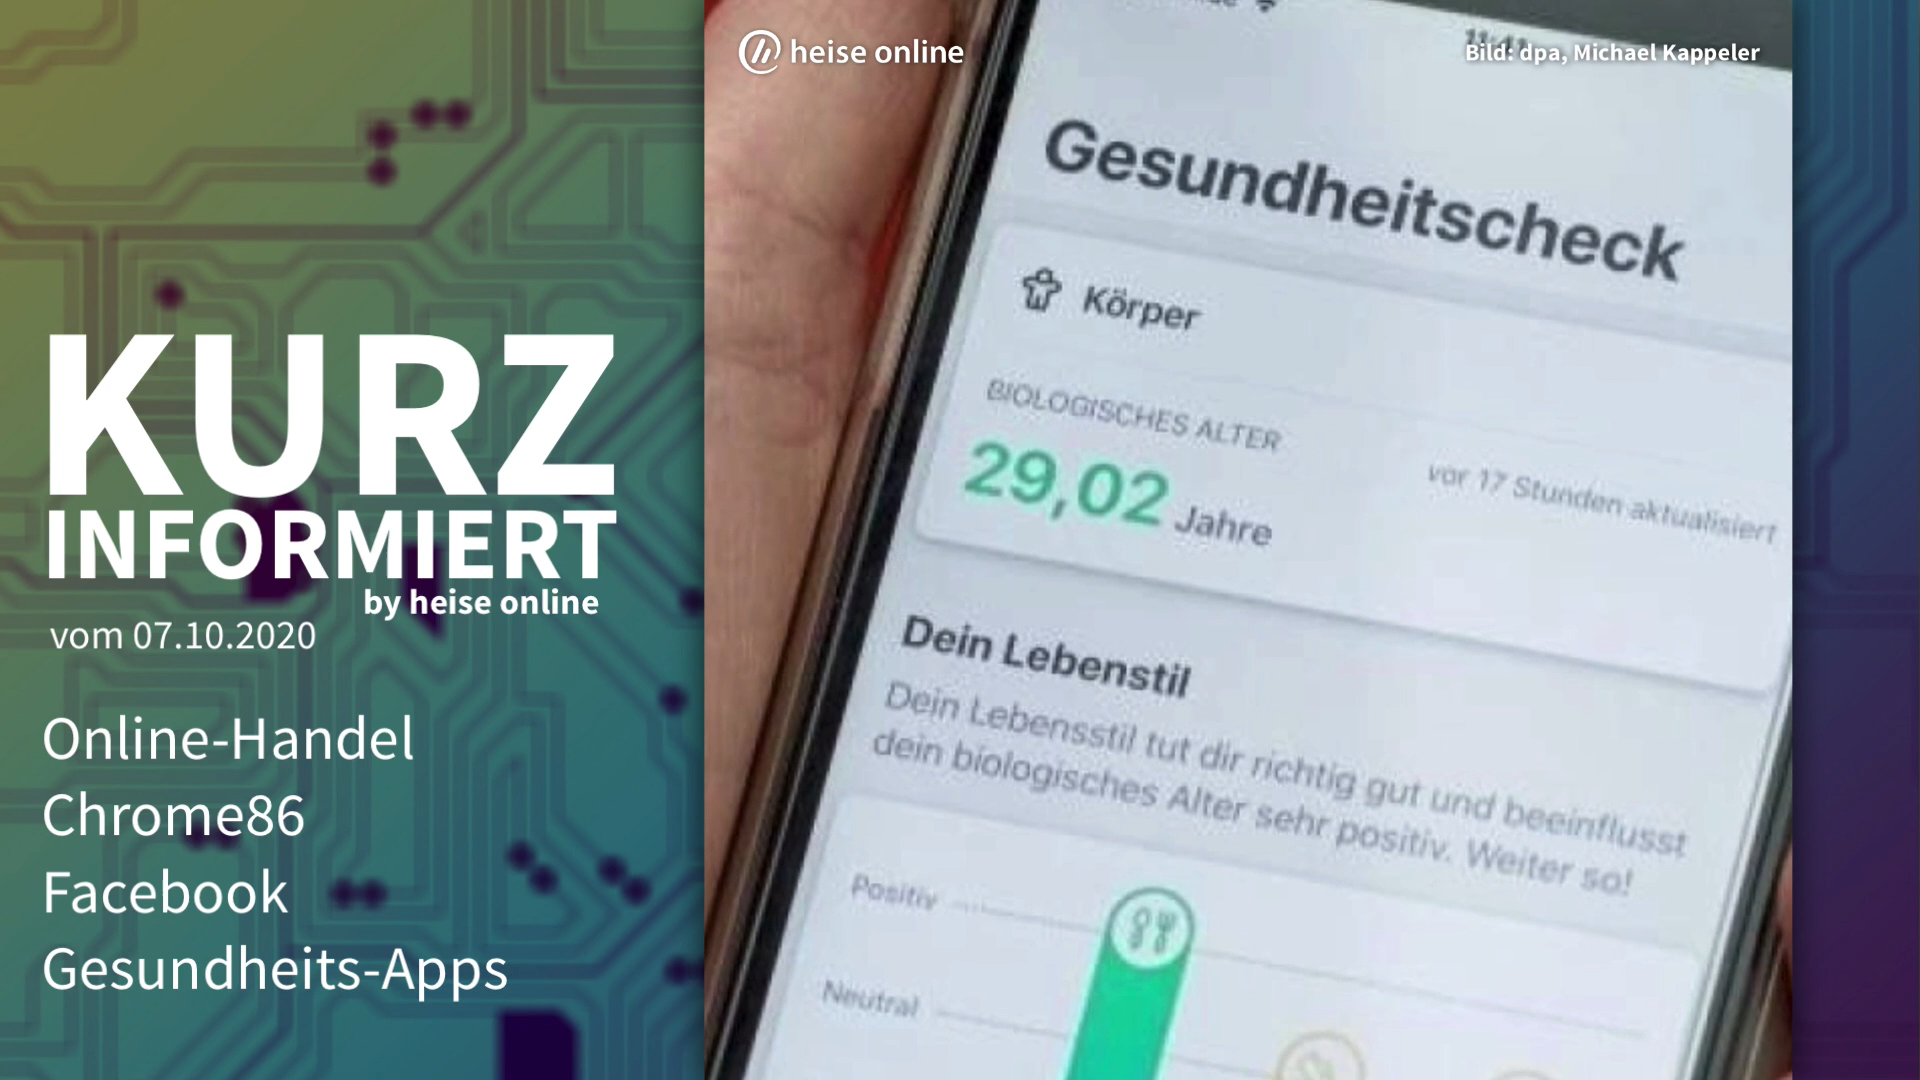 KURZ
INFORMIERT
by heise online
vom 07.10.2020
Online-Handel
Chrome86
Facebook
Gesundheits-Apps
heise online
Bild: dpa, Michael Kappeler
Gesundheitscheck
Körper
BIOLOGISCHES ALTER
29,02 Jahre
vor 17 Stunden aktualisiert
Dein Lebenstil
Dein Lebensstil tut dir richtig gut und beeinflusst
dein biologisches Alter sehr positiv. Weiter so!
Positiv
Neutral